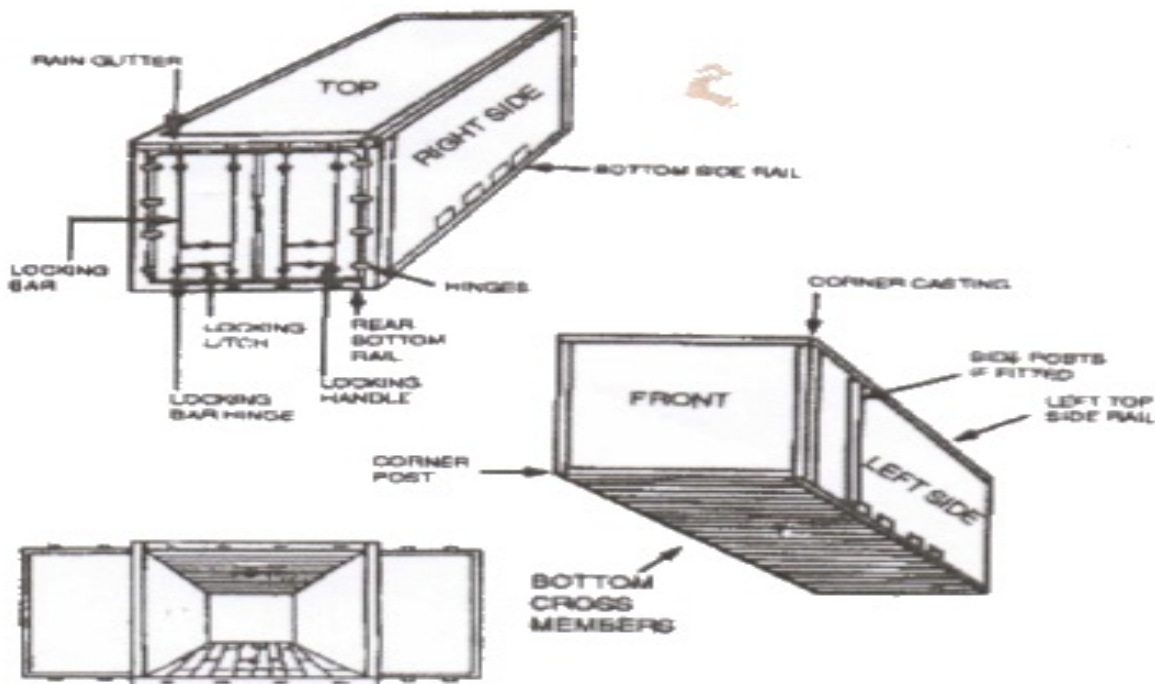 RAIN GUTTER
TOP
RIGHT SIDE
BOTTOM SIDE RAIL
LOCKING
BAR
HINGES
LOCKING
LITCH
REAR
BOTTOM
RAIL
LOCKING
HANDLE
LOCKING
BAR HINGE
CORNER CASTING
SIDE POSTS
IF FITTED
FRONT
LEFT TOP
SIDE RAIL
LEFT SIDE
CORNER
POST
BOTTOM
CROSS
MEMBERS